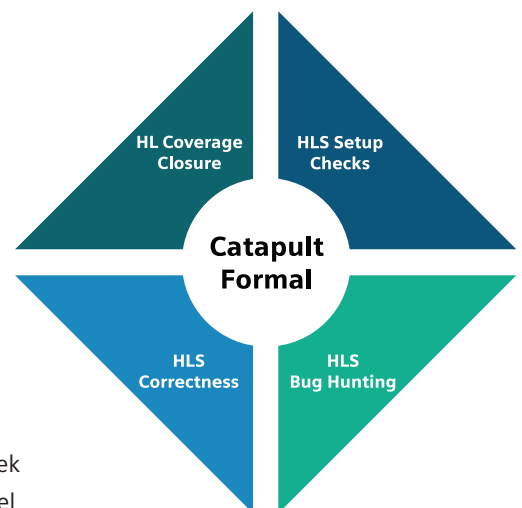 HL Coverage
Closure
HLS Setup
Checks
Catapult
Formal
HLS
Correctness
HLS
Bug Hunting